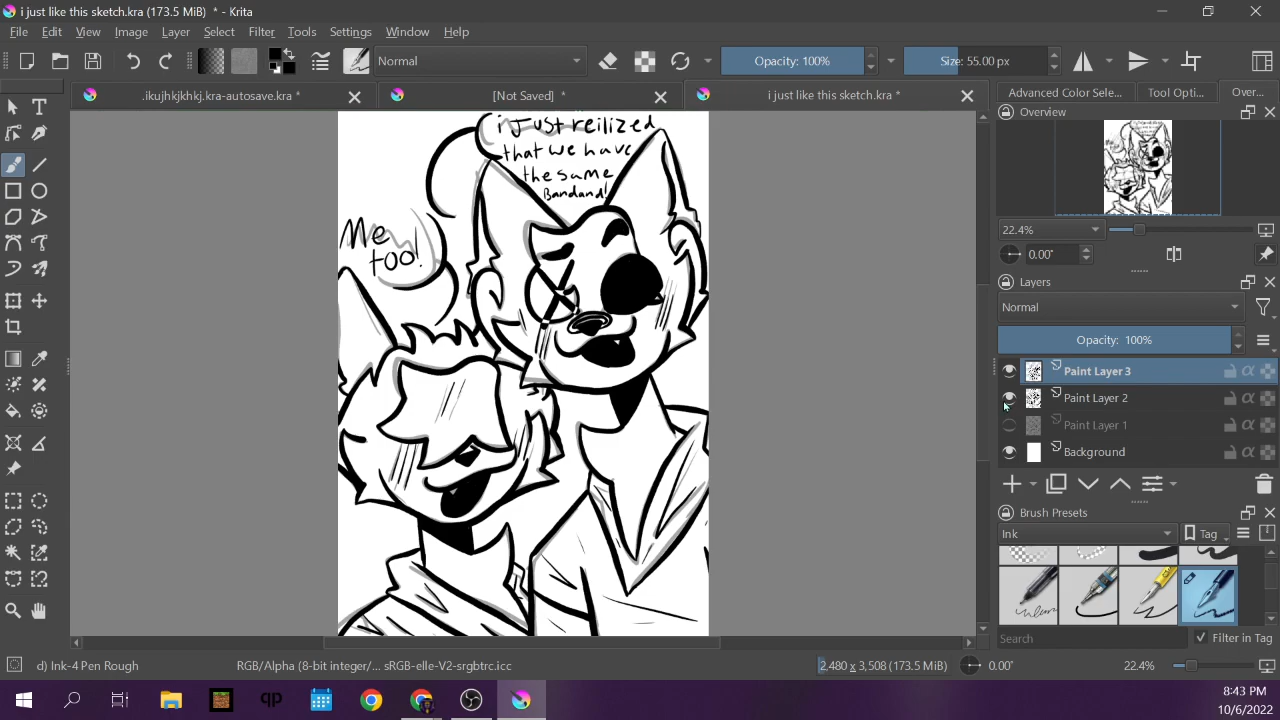 i just like this sketch.kra (173.5 MiB) * - Krita
File Edit View Image Layer Select Filter Tools Settings Window Help
Normal Opacity: 100% Size: 55.00 px
.ikujhkjkhkj.kra-autosave.kra * [Not Saved] * i just like this sketch.kra * Advanced Color Sele... Tool Opti... Over...
Overview
i Just reilized
that we have
the same
Bandand!
Me
too!
22.4%
0.00°
Layers
Normal
Opacity: 100%
Paint Layer 3
Paint Layer 2
Paint Layer 1
Background
Brush Presets
Ink Tag
Search Filter in Tag
d) Ink-4 Pen Rough RGB/Alpha (8-bit integer/... sRGB-elle-V2-srgbtrc.icc 2,480 x 3,508 (173.5 MiB) 0.00° 22.4%
qp
8:43 PM
10/6/2022